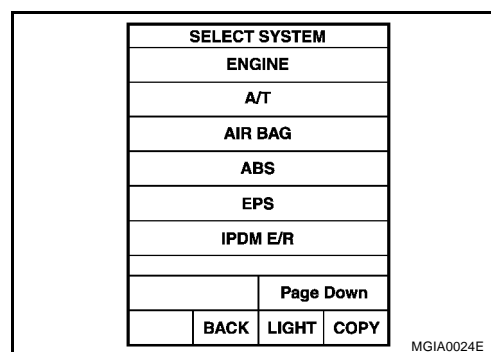 SELECT SYSTEM
ENGINE
A/T
AIR BAG
ABS
EPS
IPDM E/R
Page Down
BACK LIGHT COPY
MGIA0024E